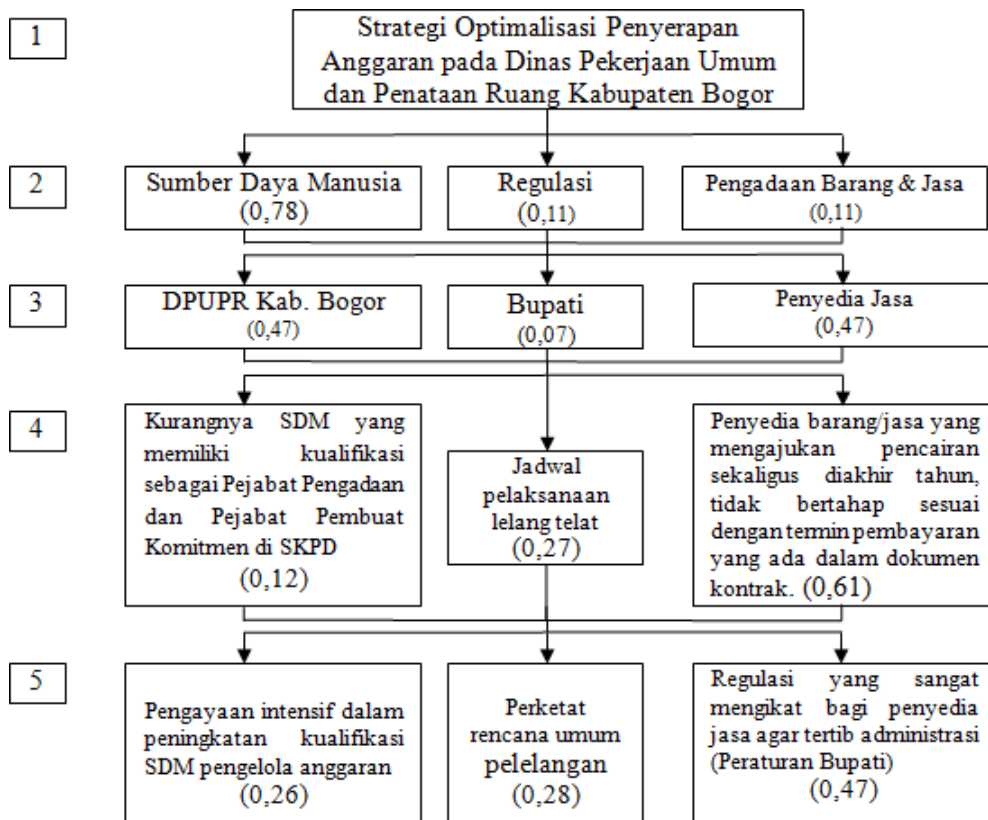 1
Strategi Optimalisasi Penyerapan
Anggaran pada Dinas Pekerjaan Umum
dan Penataan Ruang Kabupaten Bogor
2
Sumber Daya Manusia
(0,78)
Regulasi
(0,11)
Pengadaan Barang & Jasa
(0,11)
3
DPUPR Kab. Bogor
(0,47)
Bupati
(0,07)
Penyedia Jasa
(0,47)
4
Kurangnya SDM yang
memiliki kualifikasi
sebagai Pejabat Pengadaan
dan Pejabat Pembuat
Komitmen di SKPD
(0,12)
Jadwal
pelaksanaan
lelang telat
(0,27)
Penyedia barang/jasa yang
mengajukan pencairan
sekaligus diakhir tahun,
tidak bertahap sesuai
dengan termin pembayaran
yang ada dalam dokumen
kontrak. (0,61)
5
Pengayaan intensif dalam
peningkatan kualifikasi
SDM pengelola anggaran
(0,26)
Perketat
rencana umum
pelelangan
(0,28)
Regulasi yang sangat
mengikat bagi penyedia
jasa agar tertib administrasi
(Peraturan Bupati)
(0,47)